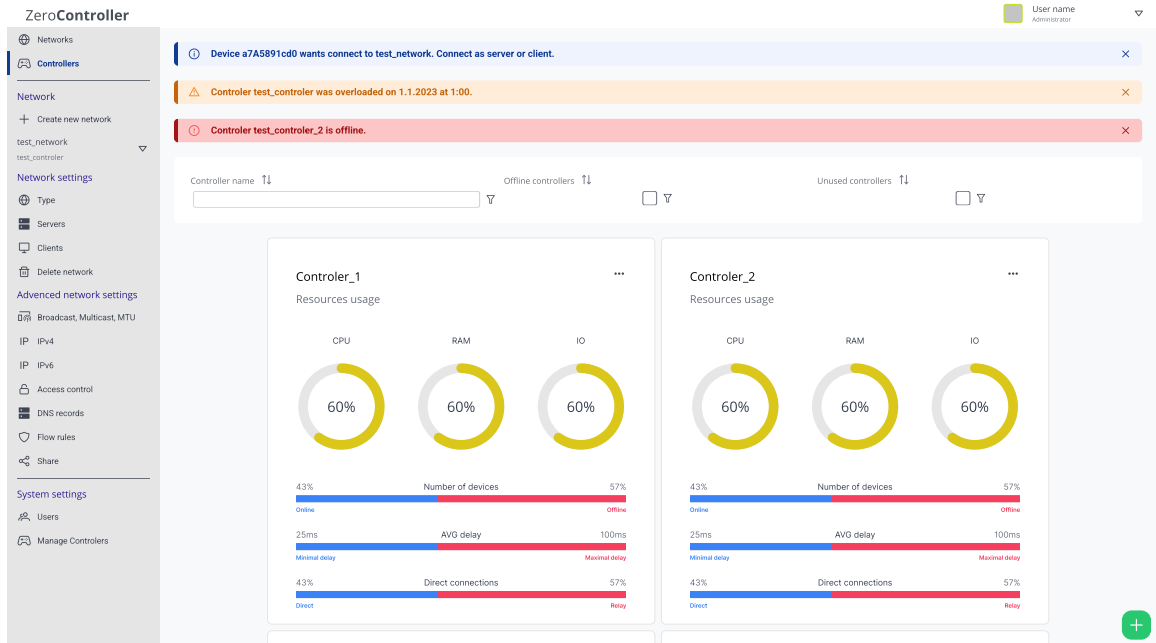 ZeroController
User name
Administrator
Networks
Controllers
Network
Create new network
test_network
test_controler
Network settings
Type
Servers
Clients
Delete network
Advanced network settings
Broadcast, Multicast, MTU
IP IPv4
IP IPv6
Access control
DNS records
Flow rules
Share
System settings
Users
Manage Controlers
Device a7A5891cd0 wants connect to test_network. Connect as server or client.
Controler test_controler was overloaded on 1.1.2023 at 1:00.
Controler test_controler_2 is offline.
Controller name
Offline controllers
Unused controllers
Controler_1
Resources usage
CPU RAM IO
60% 60% 60%
43% Number of devices 57%
Online Offline
25ms AVG delay 100ms
Minimal delay Maximal delay
43% Direct connections 57%
Direct Relay
Controler_2
Resources usage
CPU RAM IO
60% 60% 60%
43% Number of devices 57%
Online Offline
25ms AVG delay 100ms
Minimal delay Maximal delay
43% Direct connections 57%
Direct Relay